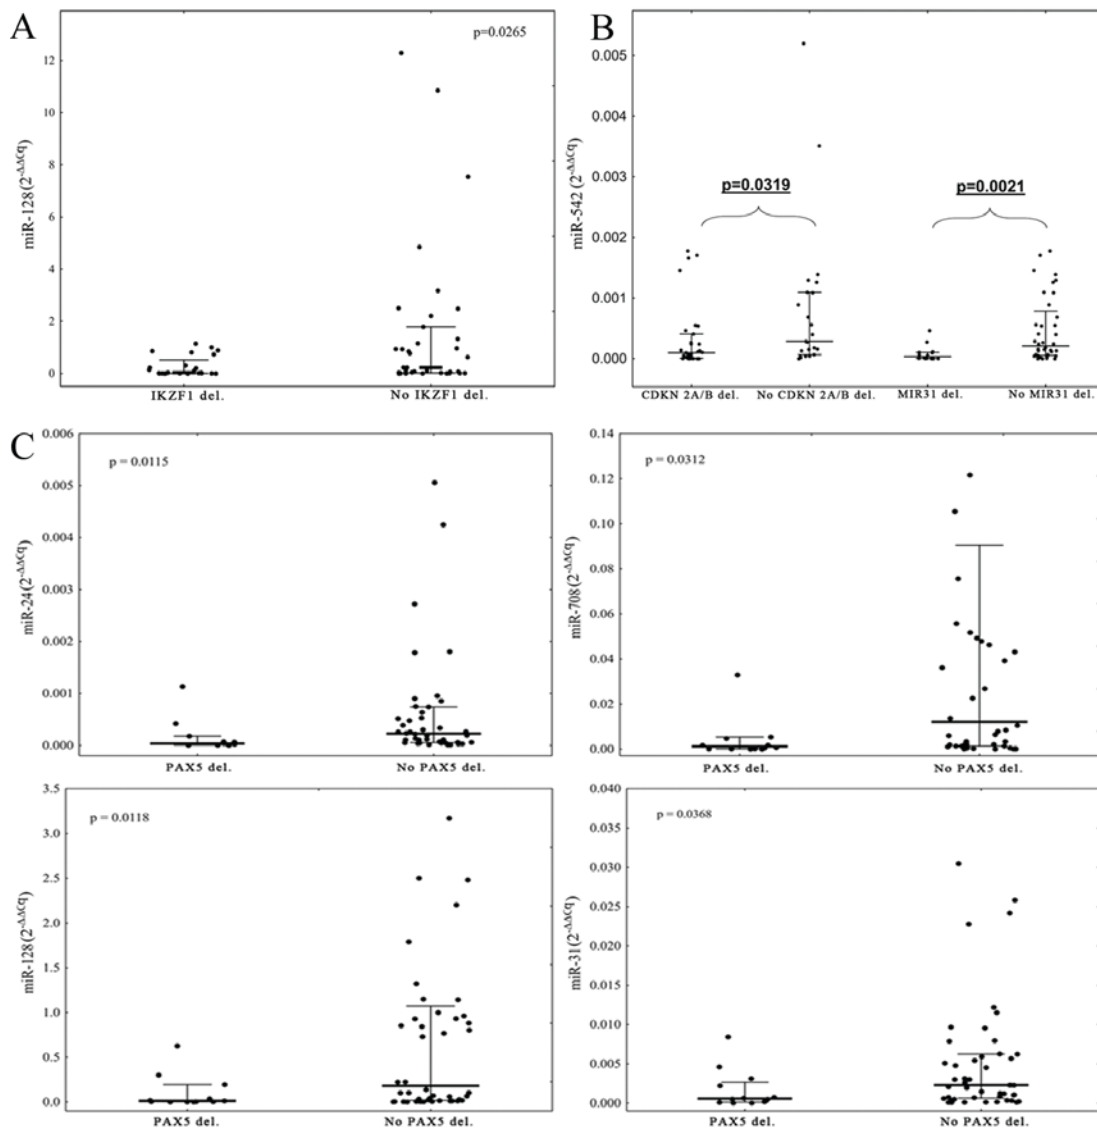 A
p=0.0265
miR-128 (2^-ΔΔCq)
12
10
8
6
4
2
0
IKZF1 del.
No IKZF1 del.
B
miR-542 (2^-ΔΔCq)
0.005
0.004
0.003
0.002
0.001
0.000
p=0.0319
p=0.0021
CDKN 2A/B del.
No CDKN 2A/B del.
MIR31 del.
No MIR31 del.
C
p = 0.0115
miR-24 (2^-ΔΔCq)
0.006
0.005
0.004
0.003
0.002
0.001
0.000
PAX5 del.
No PAX5 del.
p = 0.0312
miR-708 (2^-ΔΔCq)
0.14
0.12
0.10
0.08
0.06
0.04
0.02
0.00
PAX5 del.
No PAX5 del.
p = 0.0118
miR-128 (2^-ΔΔCq)
3.5
3.0
2.5
2.0
1.5
1.0
0.5
0.0
PAX5 del.
No PAX5 del.
p = 0.0368
miR-31 (2^-ΔΔCq)
0.040
0.035
0.030
0.025
0.020
0.015
0.010
0.005
0.000
PAX5 del.
No PAX5 del.